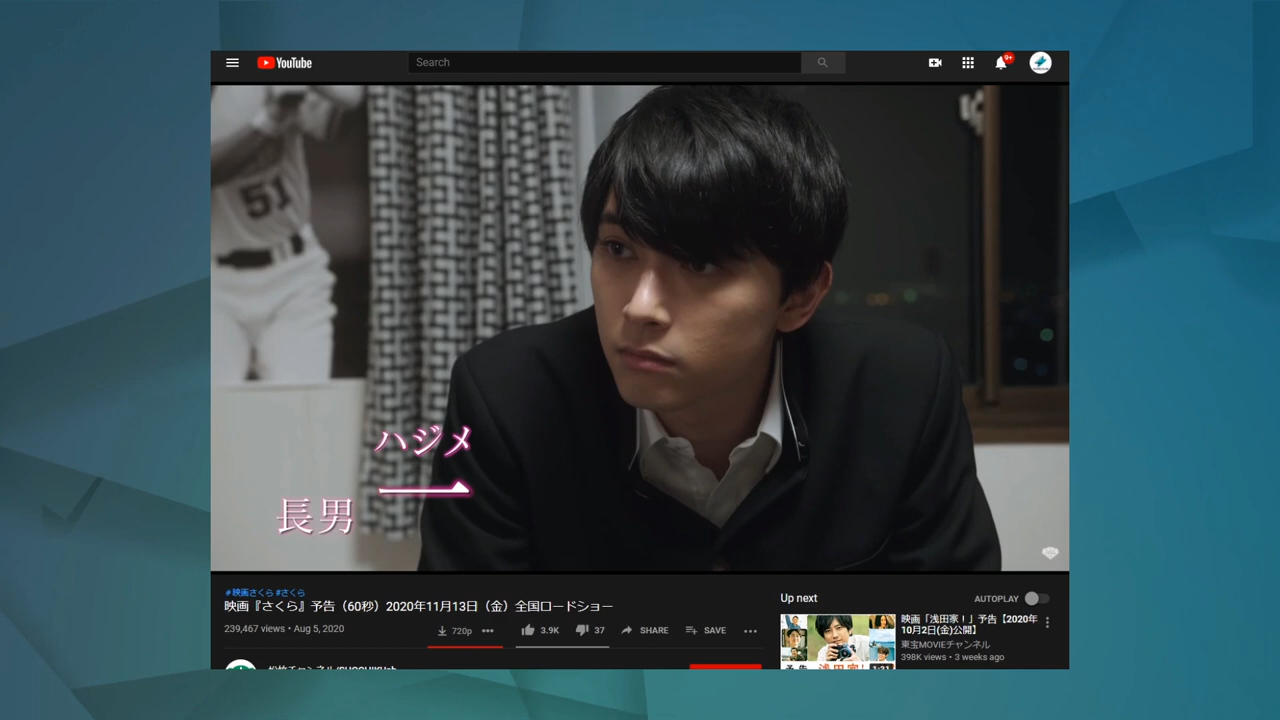 YouTube
Search
9+
51
ハジメ
一
長男
#映画さくら #さくら
映画『さくら』予告（60秒）2020年11月13日（金）全国ロードショー
239,467 views • Aug 5, 2020
720p
3.9K
37
SHARE
SAVE
Up next
AUTOPLAY
映画「浅田家！」予告【2020年
10月2日(金)公開】
東宝MOVIEチャンネル
398K views • 3 weeks ago